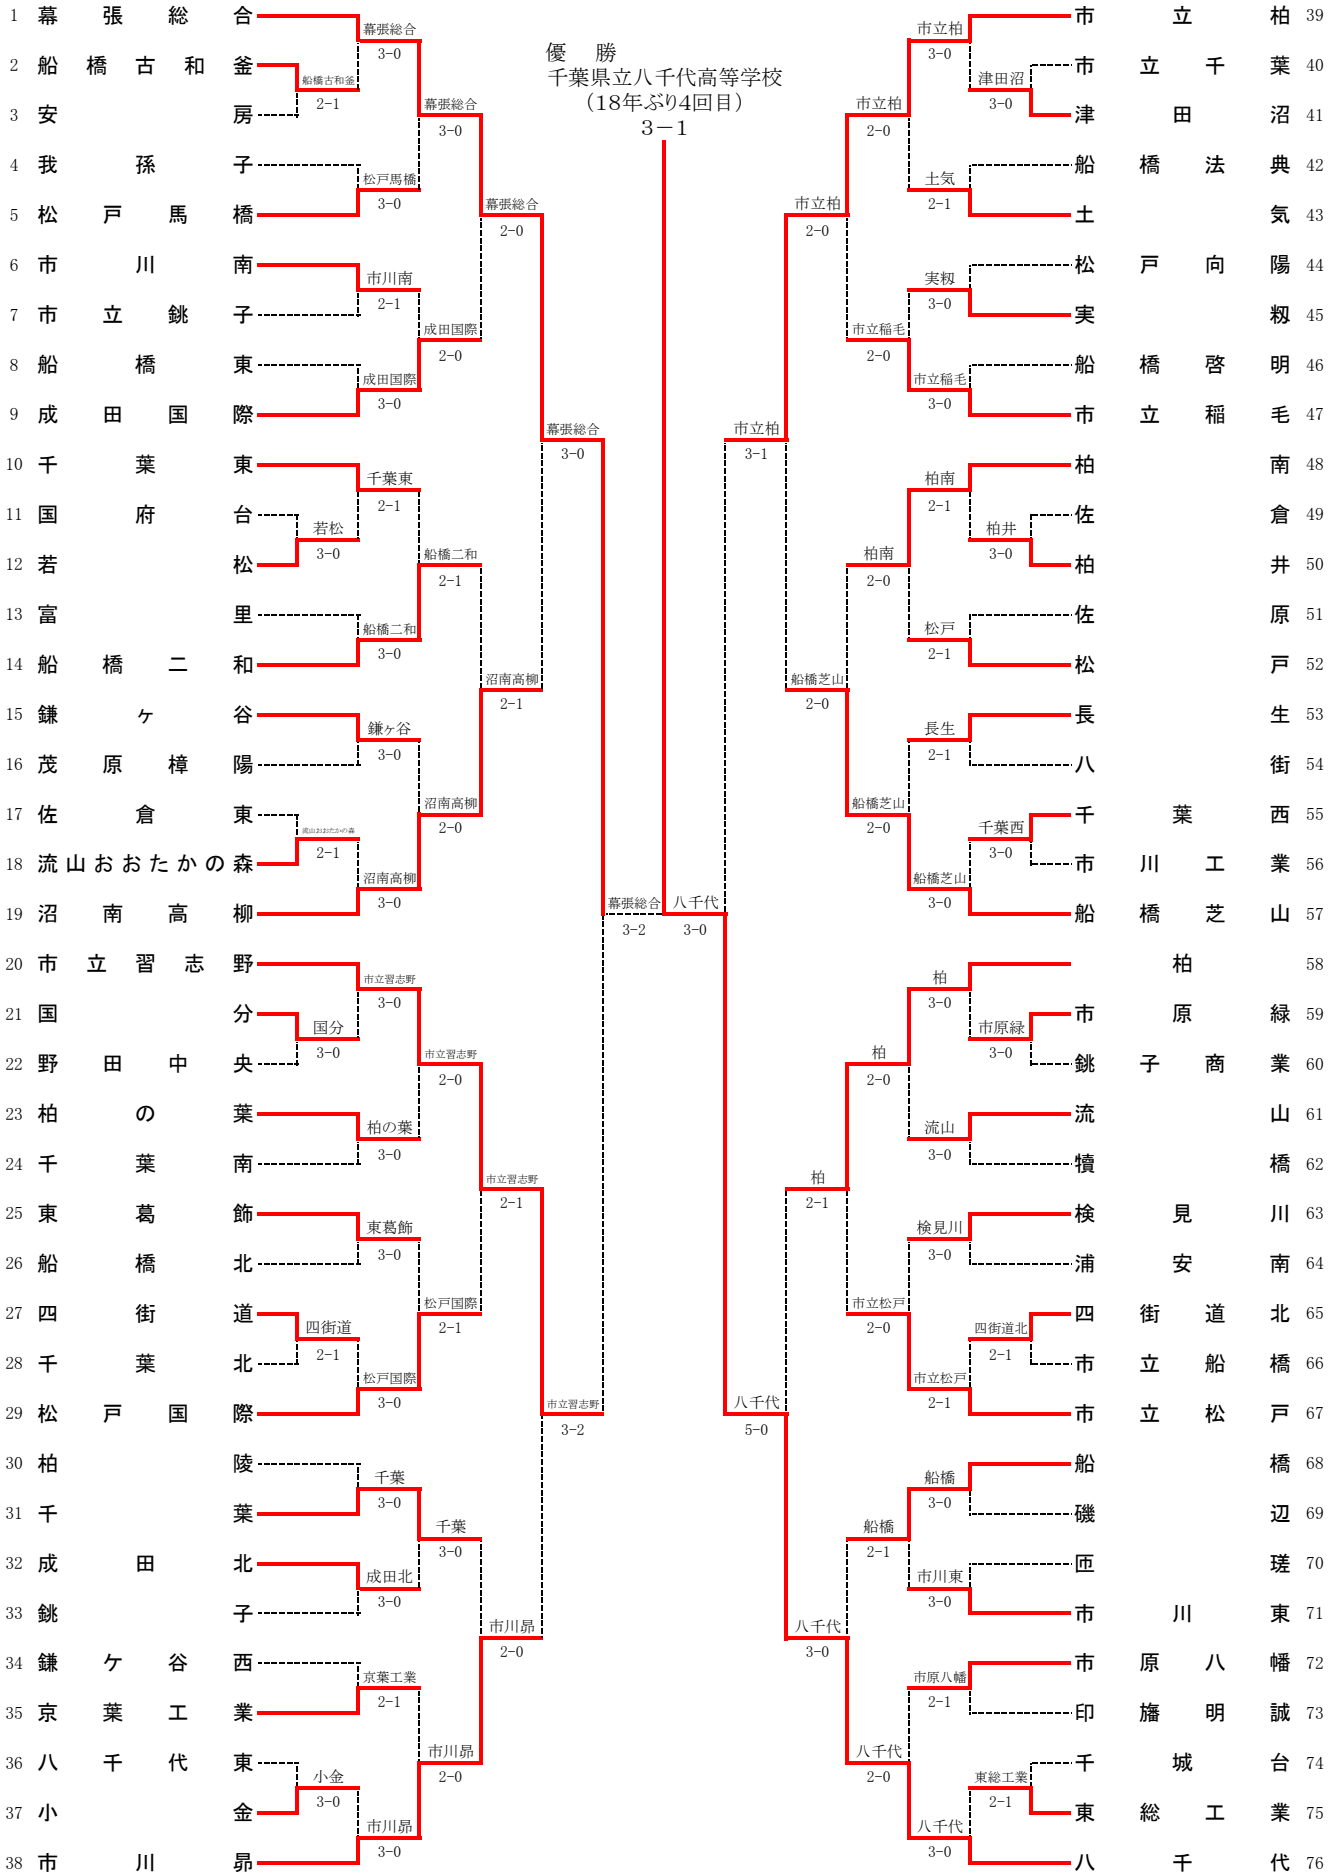 優勝
千葉県立八千代高等学校
（18年ぶり4回目）
3－1
1 幕張総合
2 船橋古和釜
3 安房
4 我孫子
5 松戸馬橋
6 市川南
7 市立銚子
8 船橋東
9 成田国際
10 千葉東
11 国府台
12 若松
13 富里
14 船橋二和
15 鎌ヶ谷
16 茂原樟陽
17 佐倉東
18 流山おおたかの森
19 沼南高柳
20 市立習志野
21 国分
22 野田中央
23 柏の葉
24 千葉南
25 東葛飾
26 船橋北
27 四街道
28 千葉北
29 松戸国際
30 柏陵
31 千葉
32 成田北
33 銚子
34 鎌ケ谷西
35 京葉工業
36 八千代東
37 小金
38 市川昴
船橋古和釜
2-1
若松
3-0
流山おおたかの森
2-1
国分
3-0
四街道
2-1
小金
3-0
幕張総合
3-0
松戸馬橋
3-0
市川南
2-1
成田国際
3-0
千葉東
2-1
船橋二和
3-0
鎌ヶ谷
3-0
沼南高柳
3-0
市立習志野
3-0
柏の葉
3-0
東葛飾
3-0
松戸国際
3-0
千葉
3-0
成田北
3-0
京葉工業
2-1
市川昴
3-0
幕張総合
3-0
成田国際
2-0
船橋二和
2-1
沼南高柳
2-0
市立習志野
2-0
松戸国際
2-1
千葉
3-0
市川昴
2-0
幕張総合
2-0
沼南高柳
2-1
市立習志野
2-1
市川昴
2-0
幕張総合
3-0
市立習志野
3-2
幕張総合
3-2
八千代
3-0
市立柏
3-1
八千代
5-0
市立柏
2-0
船橋芝山
2-0
柏
2-1
八千代
3-0
市立柏
2-0
市立稲毛
2-0
柏南
2-0
船橋芝山
2-0
柏
2-0
市立松戸
2-0
船橋
2-1
八千代
2-0
市立柏
3-0
土気
2-1
実籾
3-0
市立稲毛
3-0
柏南
2-1
松戸
2-1
長生
2-1
船橋芝山
3-0
柏
3-0
流山
3-0
検見川
3-0
市立松戸
2-1
船橋
3-0
市川東
3-0
市原八幡
2-1
八千代
3-0
津田沼
3-0
柏井
3-0
千葉西
3-0
市原緑
3-0
四街道北
2-1
東総工業
2-1
市立柏 39
市立千葉 40
津田沼 41
船橋法典 42
土気 43
松戸向陽 44
実籾 45
船橋啓明 46
市立稲毛 47
柏南 48
佐倉 49
柏井 50
佐原 51
松戸 52
長生 53
八街 54
千葉西 55
市川工業 56
船橋芝山 57
柏 58
市原緑 59
銚子商業 60
流山 61
犢橋 62
検見川 63
浦安南 64
四街道北 65
市立船橋 66
市立松戸 67
船橋 68
磯辺 69
匝瑳 70
市川東 71
市原八幡 72
印旛明誠 73
千城台 74
東総工業 75
八千代 76